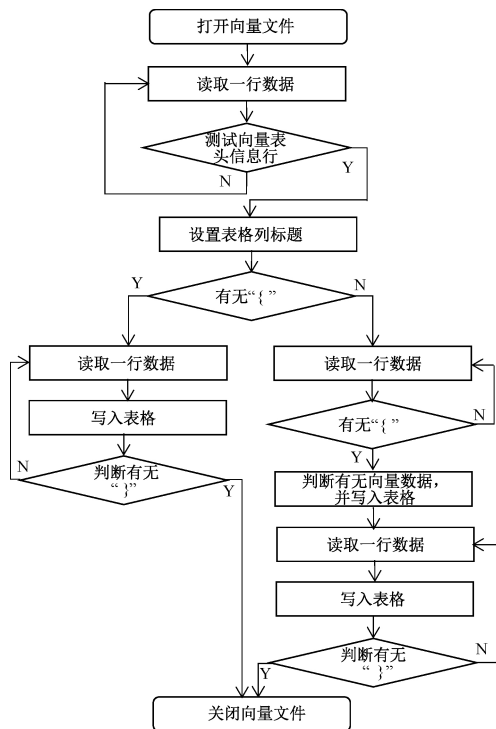 打开向量文件
读取一行数据
测试向量表
头信息行
N
Y
设置表格列标题
Y
有无“{”
N
读取一行数据
写入表格
N
判断有无
“}”
Y
读取一行数据
有无“{”
N
Y
判断有无向量数据，
并写入表格
读取一行数据
写入表格
判断有无
“}”
N
Y
关闭向量文件